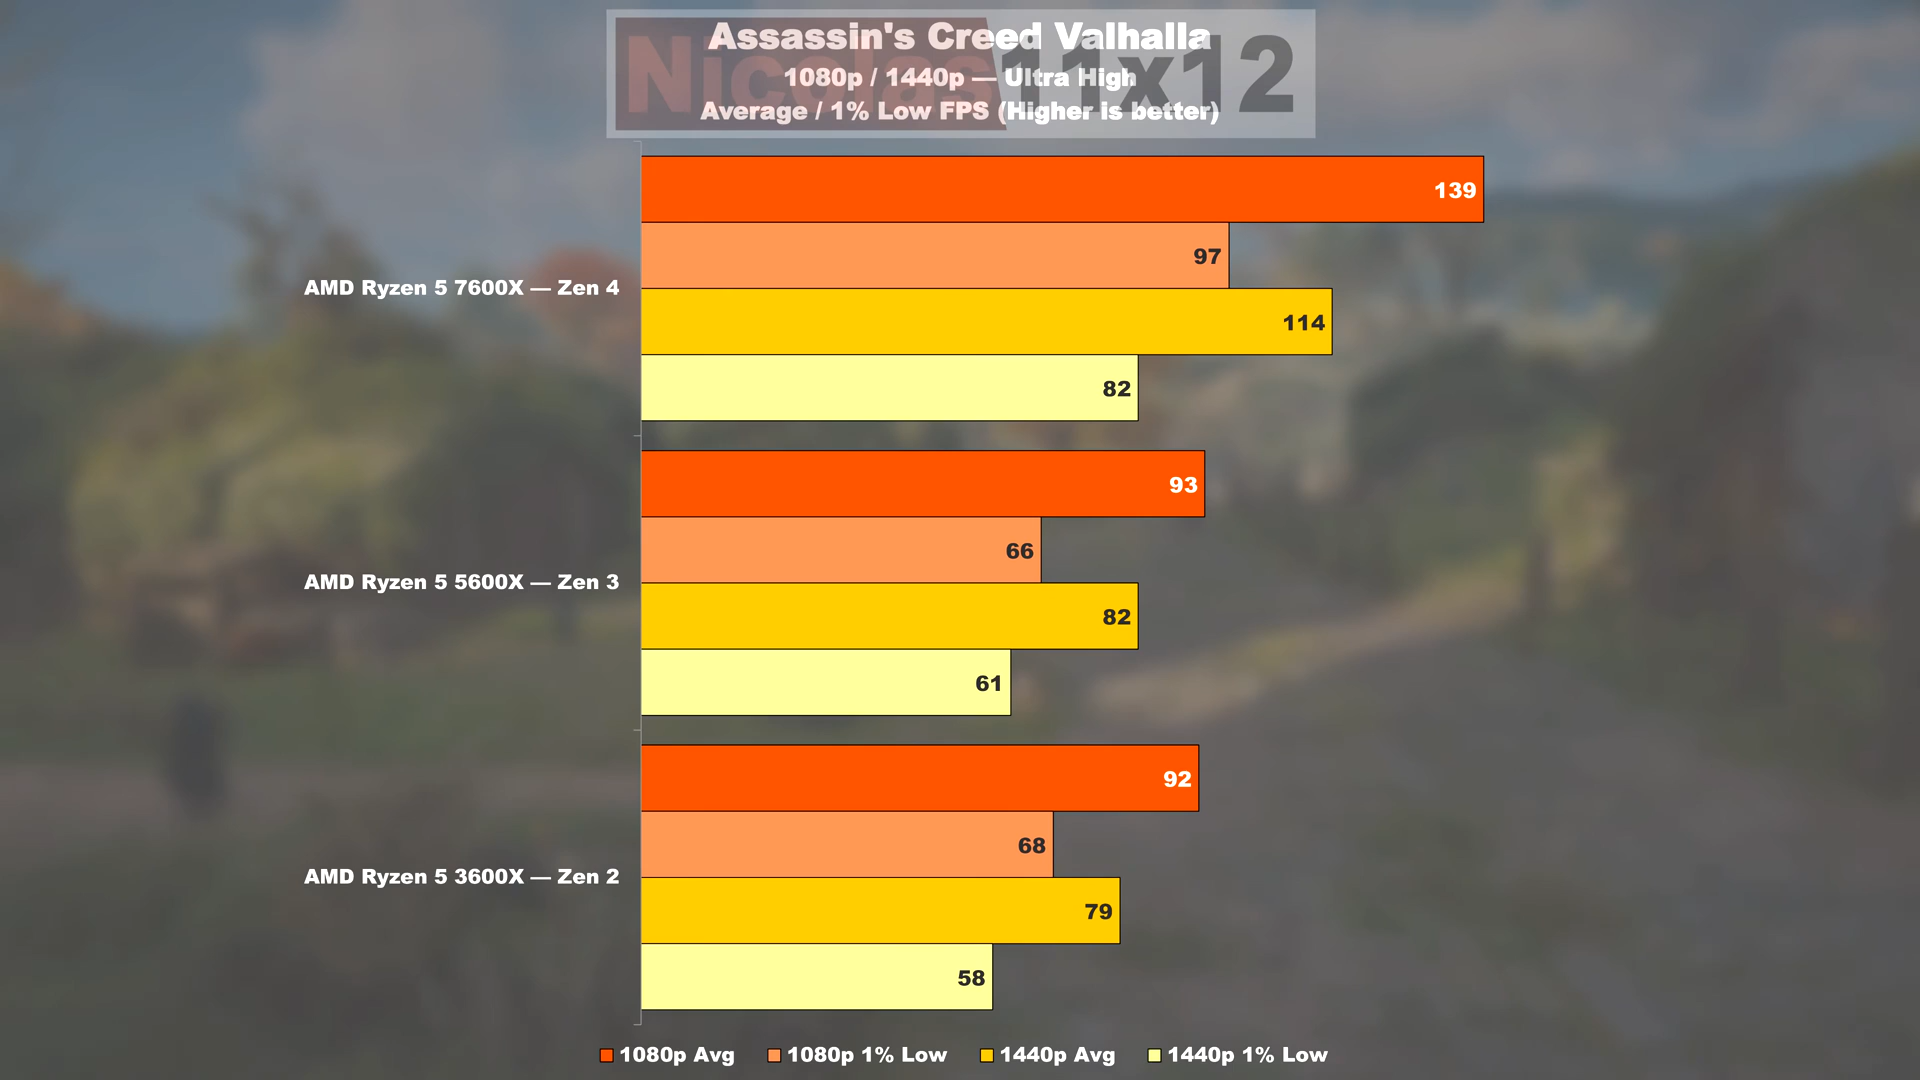 Assassin's Creed Valhalla
Nicolas11x12
1080p / 1440p — Ultra High
Average / 1% Low FPS (Higher is better)
139
97
AMD Ryzen 5 7600X — Zen 4
114
82
93
66
AMD Ryzen 5 5600X — Zen 3
82
61
92
68
AMD Ryzen 5 3600X — Zen 2
79
58
1080p Avg 1080p 1% Low 1440p Avg 1440p 1% Low